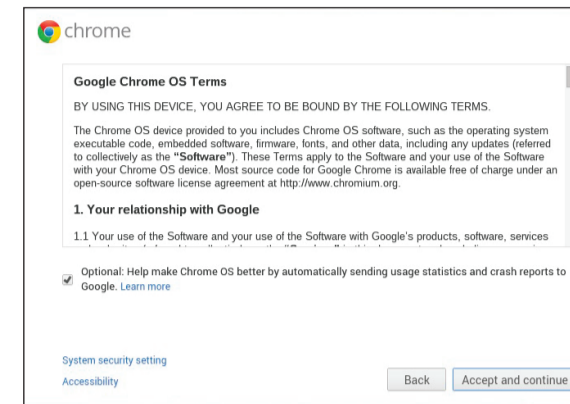 chrome
Google Chrome OS Terms
BY USING THIS DEVICE, YOU AGREE TO BE BOUND BY THE FOLLOWING TERMS.
The Chrome OS device provided to you includes Chrome OS software, such as the operating system
executable code, embedded software, firmware, fonts, and other data, including any updates (referred
to collectively as the "Software"). These Terms apply to the Software and your use of the Software
with your Chrome OS device. Most source code for Google Chrome is available free of charge under an
open-source software license agreement at http://www.chromium.org.
1. Your relationship with Google
1.1 Your use of the Software and your use of the Software with Google's products, software, services
Optional: Help make Chrome OS better by automatically sending usage statistics and crash reports to
Google. Learn more
System security setting
Accessibility
Back
Accept and continue